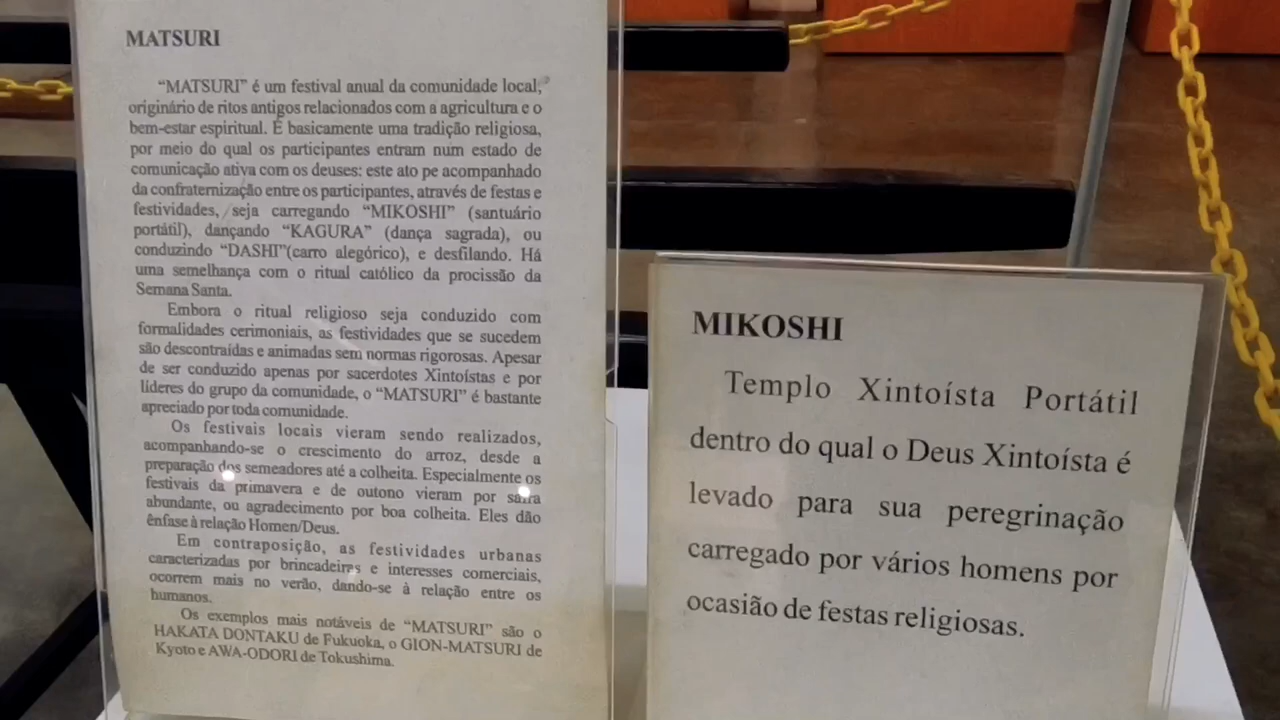 MATSURI
“MATSURI” é um festival anual da comunidade local,
originário de ritos antigos relacionados com a agricultura e o
bem-estar espiritual. É basicamente uma tradição religiosa,
por meio do qual os participantes entram num estado de
comunicação ativa com os deuses: este ato pe acompanhado
da confraternização entre os participantes, através de festas e
festividades, seja carregando “MIKOSHI” (santuário
portátil), dançando “KAGURA” (dança sagrada), ou
conduzindo “DASHI”(carro alegórico), e desfilando. Há
uma semelhança com o ritual católico da procissão da
Semana Santa.
Embora o ritual religioso seja conduzido com
formalidades cerimoniais, as festividades que se sucedem
são descontraídas e animadas sem normas rigorosas. Apesar
de ser conduzido apenas por sacerdotes Xintoístas e por
líderes do grupo da comunidade, o “MATSURI” é bastante
apreciado por toda comunidade.
Os festivais locais vieram sendo realizados,
acompanhando-se o crescimento do arroz, desde a
preparação dos semeadores até a colheita. Especialmente os
festivais da primavera e de outono vieram por safra
abundante, ou agradecimento por boa colheita. Eles dão
ênfase à relação Homen/Deus.
Em contraposição, as festividades urbanas
caracterizadas por brincadeiras e interesses comerciais,
ocorrem mais no verão, dando-se à relação entre os
humanos.
Os exemplos mais notáveis de “MATSURI” são o
HAKATA DONTAKU de Fukuoka, o GION-MATSURI de
Kyoto e AWA-ODORI de Tokushima.
MIKOSHI
Templo Xintoísta Portátil
dentro do qual o Deus Xintoísta é
levado para sua peregrinação
carregado por vários homens por
ocasião de festas religiosas.